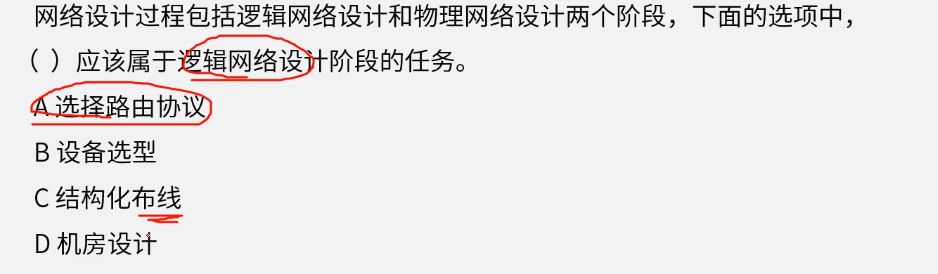 网络设计过程包括逻辑网络设计和物理网络设计两个阶段，下面的选项中，
（ ）应该属于逻辑网络设计阶段的任务。
A 选择路由协议
B 设备选型
C 结构化布线
D 机房设计